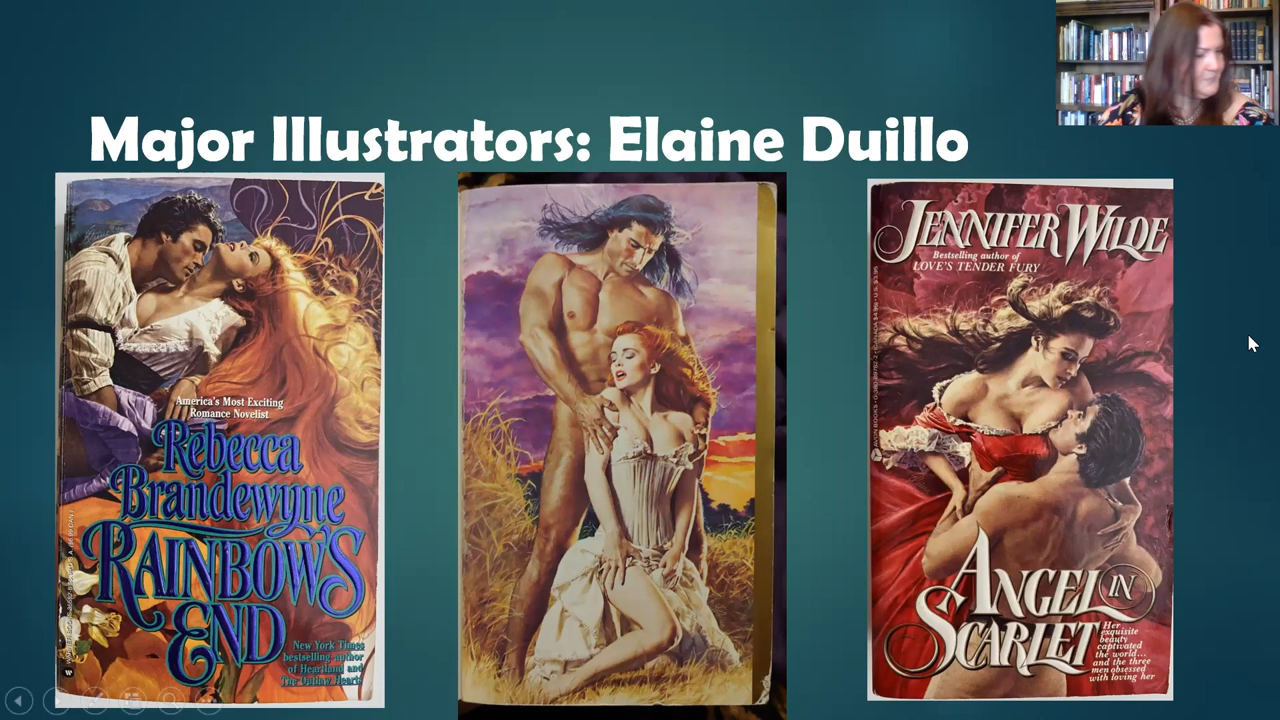 Major Illustrators: Elaine Duillo
America's Most Exciting
Romance Novelist
Rebecca
Brandewyne
RAINBOW'S
END
New York Times
bestselling author
of Heartland and
The Outlaw Hearts
JENNIFER WILDE
Bestselling author of
LOVE'S TENDER FURY
ANGEL IN
SCARLET
Her
exquisite
beauty
captivated
the world...
and the three
men obsessed
with loving her